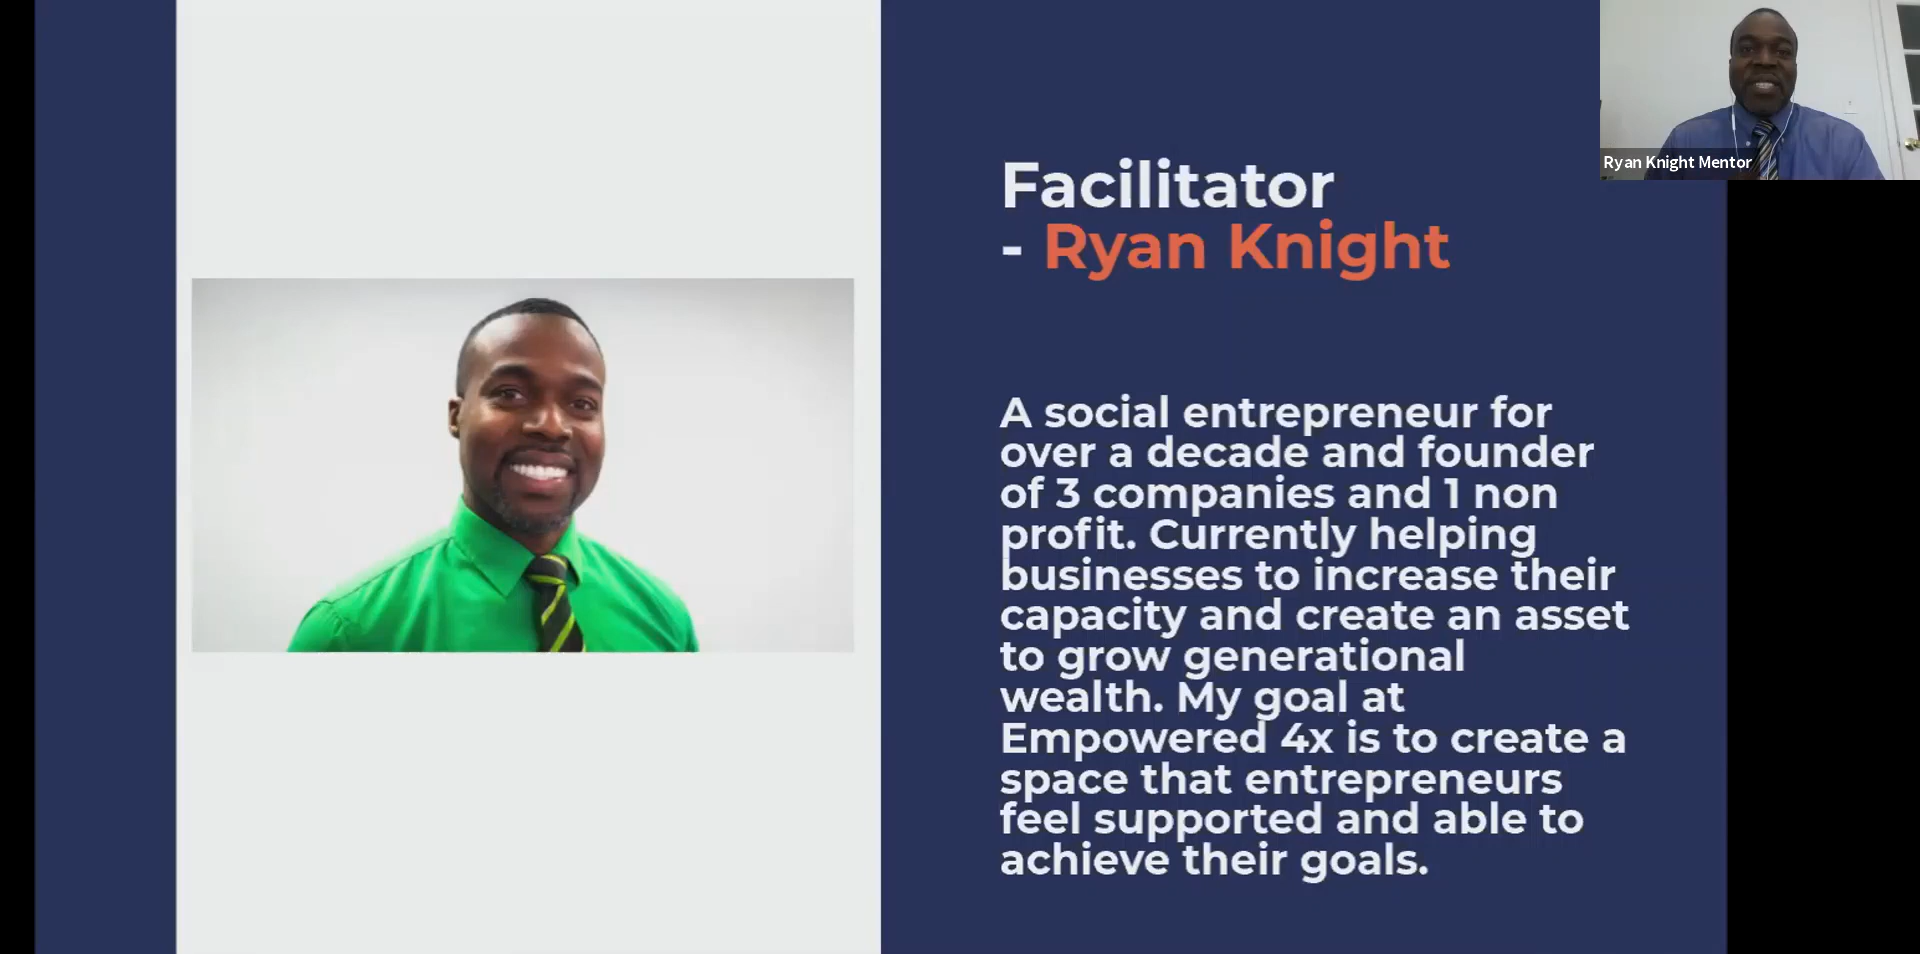 Facilitator
- Ryan Knight
Ryan Knight Mentor
A social entrepreneur for
over a decade and founder
of 3 companies and 1 non
profit. Currently helping
businesses to increase their
capacity and create an asset
to grow generational
wealth. My goal at
Empowered 4x is to create a
space that entrepreneurs
feel supported and able to
achieve their goals.